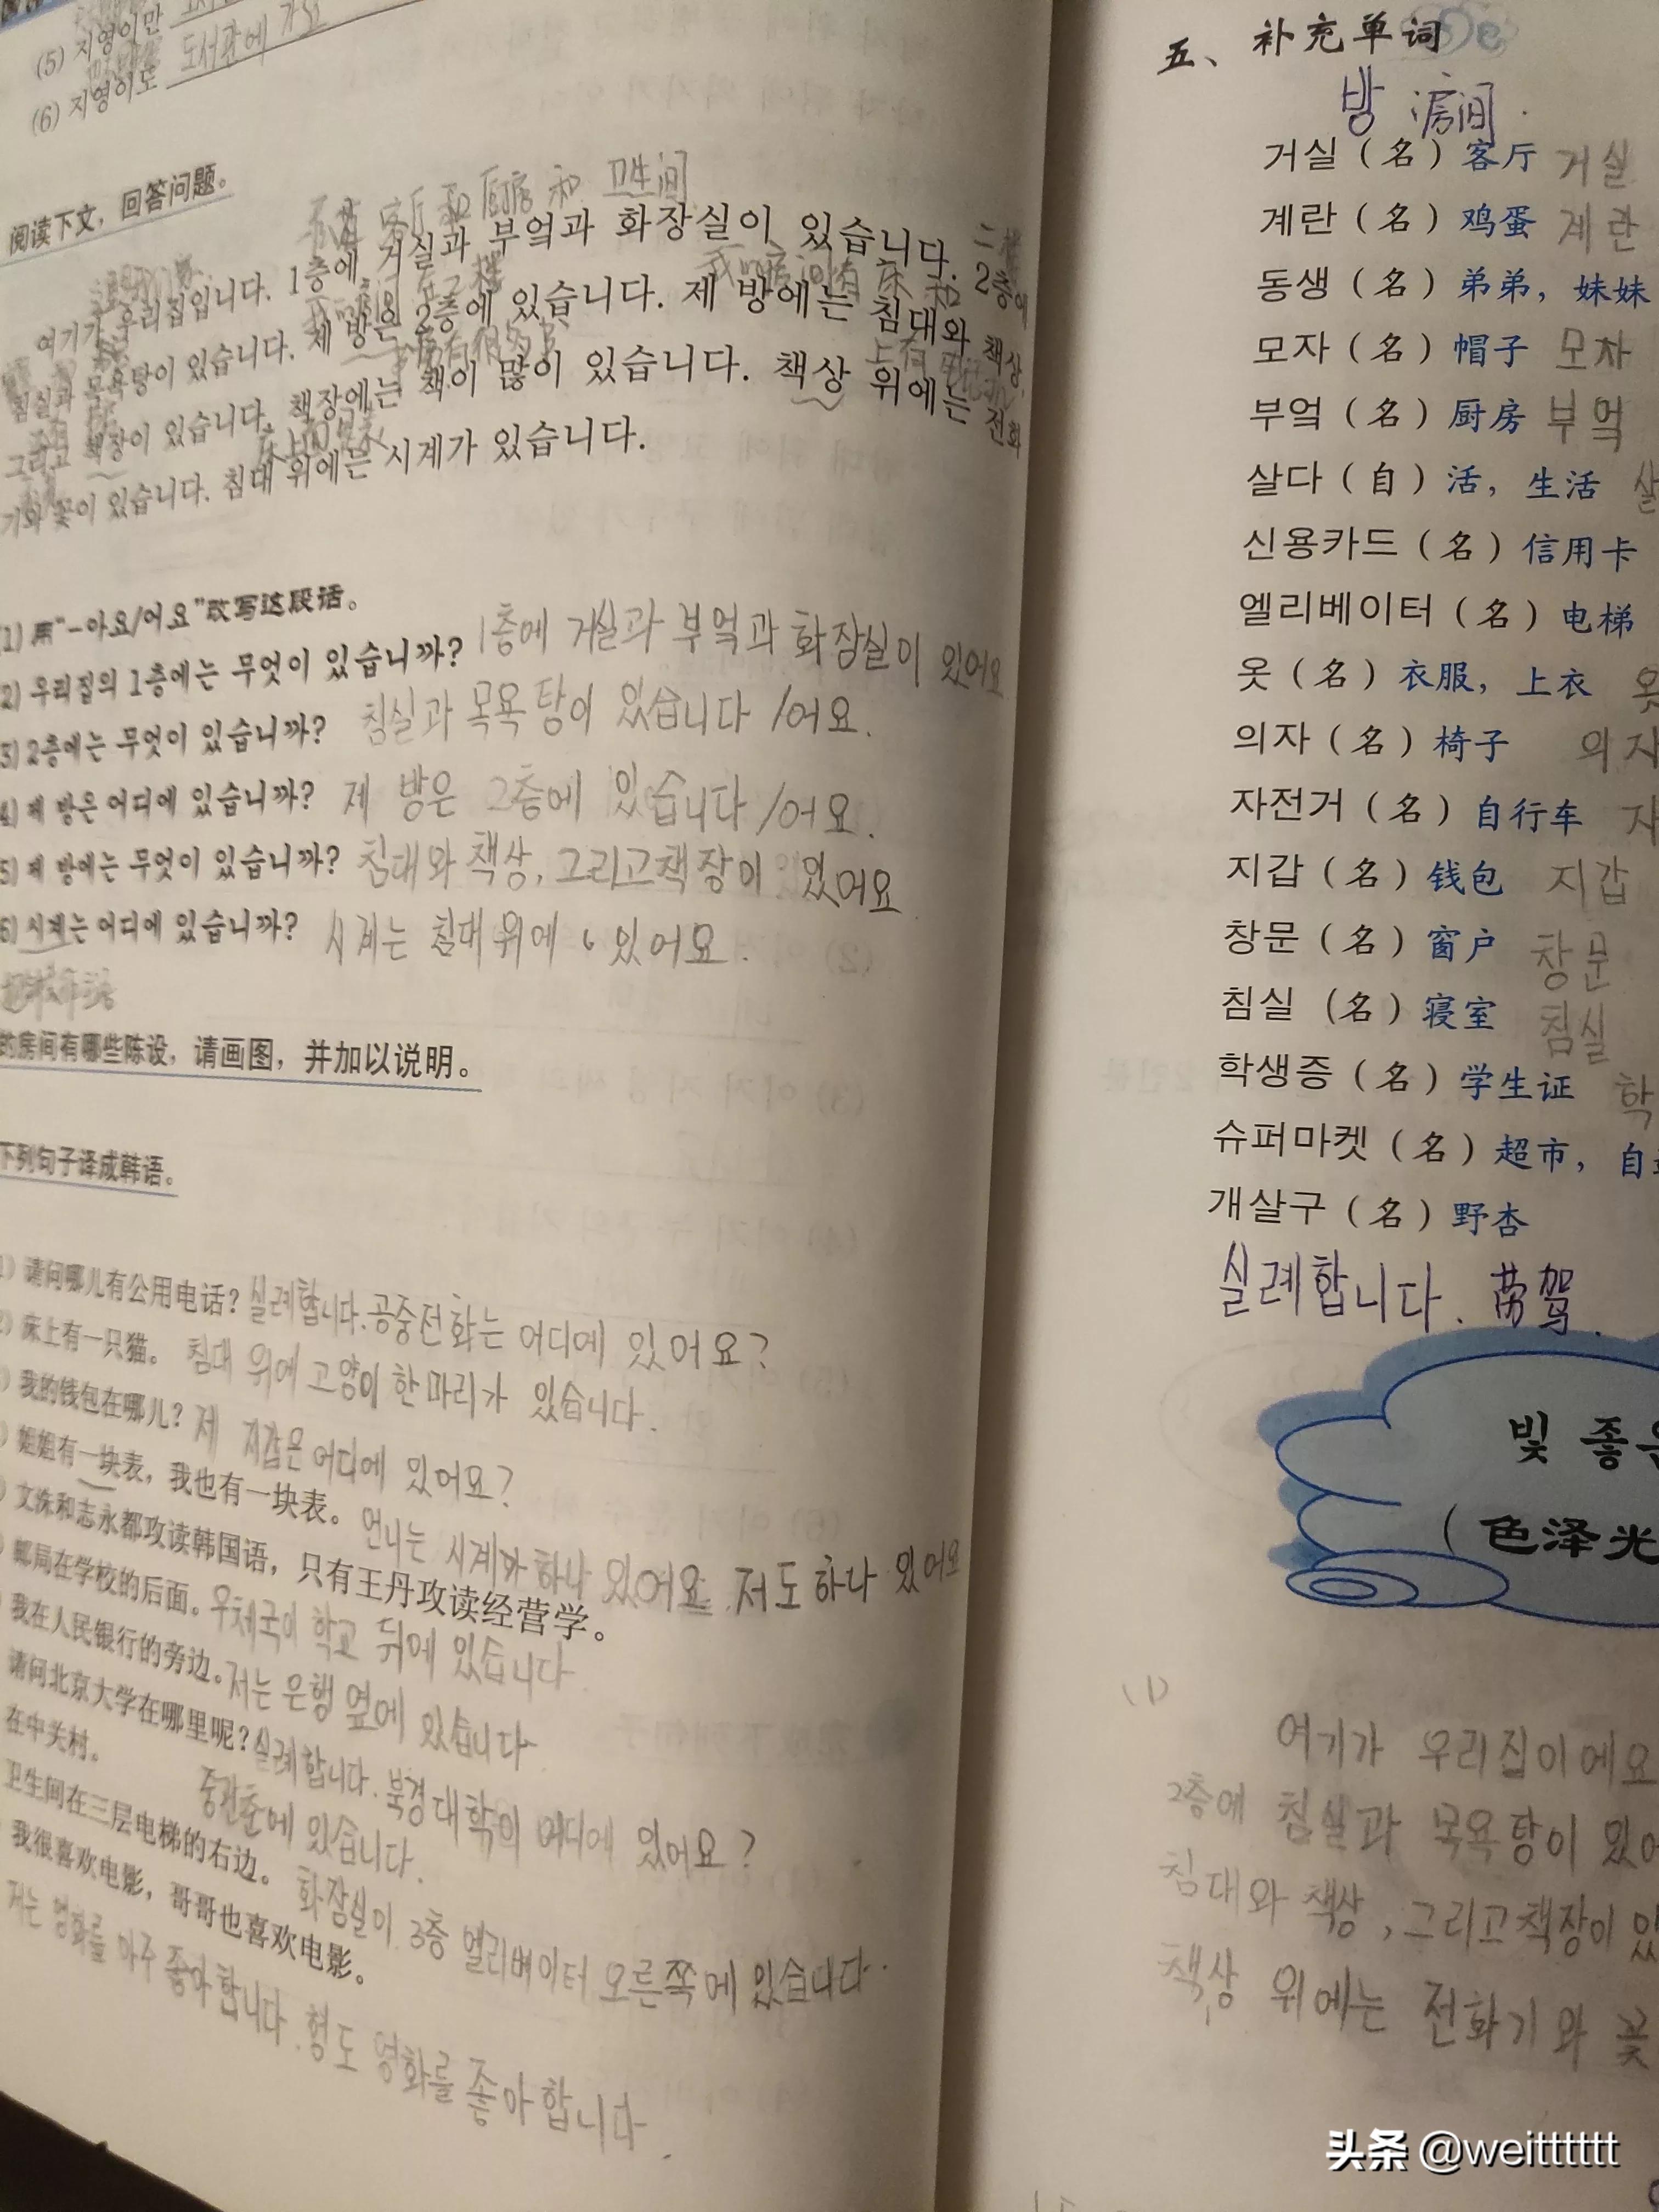 (5) 지영이만
(6) 지영이도 도서관에 가요
阅读下文，回答问题。
客厅和厨房和卫生间
여기가 우리집입니다. 1층에 거실과 부엌과 화장실이 있습니다. 2층에
침실과 목욕탕이 있습니다. 제 방은 2층에 있습니다. 제 방에는 침대와 책상,
그리고 책장이 있습니다. 책장에는 책이 많이 있습니다. 책상 위에는 전화
기와 꽃이 있습니다. 침대 위에는 시계가 있습니다.
(1) 用“-아요/어요”改写这段话。
2) 우리집의 1층에는 무엇이 있습니까? 1층에 거실과 부엌과 화장실이 있어요
3) 2층에는 무엇이 있습니까? 침실과 목욕탕이 있습니다 /어요.
4) 제 방은 어디에 있습니까? 제 방은 2층에 있습니다 /어요.
5) 제 방에는 무엇이 있습니까? 침대와 책상, 그리고책장이 있어요
6) 시계는 어디에 있습니까? 시계는 침대위에 있어요.
的房间有哪些陈设，请画图，并加以说明。
下列句子译成韩语。
1) 请问哪儿有公用电话? 실례합니다. 공중전화는 어디에 있어요?
2) 床上有一只猫。 침대 위에 고양이 한마리가 있습니다.
) 我的钱包在哪儿? 제 지갑은 어디에 있어요?
) 姐姐有一块表，我也有一块表。 언니는 시계가 하나 있어요. 저도 하나 있어요
) 文洙和志永都攻读韩国语，只有王丹攻读经营学。
) 邮局在学校的后面。 우체국이 학교 뒤에 있습니다.
我在人民银行的旁边。 저는 은행 옆에 있습니다.
请问北京大学在哪里呢? 실례합니다. 북경대학의 어디에 있어요?
在中关村。 중관촌에 있습니다.
卫生间在三层电梯的右边。 화장실이 3층 엘리베이터 오른쪽에 있습니다.
我很喜欢电影，哥哥也喜欢电影。
저는 영화를 아주 좋아합니다. 형도 영화를 좋아합니다.
五、补充单词
방 房间.
거실（名）客厅 거실
계란（名）鸡蛋 계란
동생（名）弟弟，妹妹
모자（名）帽子 모자
부엌（名）厨房 부엌
살다（自）活，生活 살
신용카드（名）信用卡
엘리베이터（名）电梯
옷（名）衣服，上衣 옷
의자（名）椅子 의자
자전거（名）自行车 자
지갑（名）钱包 지갑
창문（名）窗户 창문
침실（名）寝室 침실
학생증（名）学生证 학
슈퍼마켓（名）超市，自
개살구（名）野杏
실례합니다. 劳驾.
빛 좋은
（色泽光
(1)
여기가 우리집이에요
2층에 침실과 목욕탕이 있어
침대와 책상, 그리고책장이 있
책상 위에는 전화기와 꽃
头条 @weitttttt